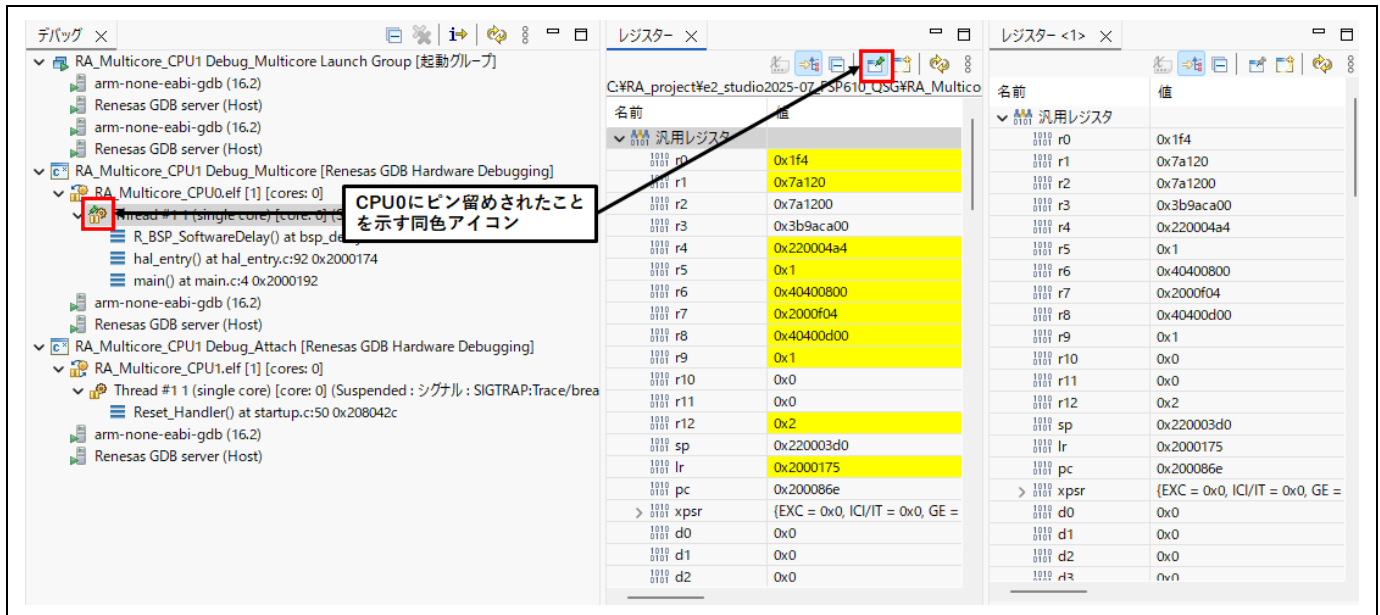 デバッグ
RA_Multicore_CPU1 Debug_Multicore Launch Group [起動グループ]
arm-none-eabi-gdb (16.2)
Renesas GDB server (Host)
arm-none-eabi-gdb (16.2)
Renesas GDB server (Host)
RA_Multicore_CPU1 Debug_Multicore [Renesas GDB Hardware Debugging]
RA_Multicore_CPU0.elf [1] [cores: 0]
Thread #1 1 (single core) [core: 0]
R_BSP_SoftwareDelay() at
hal_entry() at hal_entry.c:92 0x2000174
main() at main.c:4 0x2000192
arm-none-eabi-gdb (16.2)
Renesas GDB server (Host)
RA_Multicore_CPU1 Debug_Attach [Renesas GDB Hardware Debugging]
RA_Multicore_CPU1.elf [1] [cores: 0]
Thread #1 1 (single core) [core: 0] (Suspended : シグナル : SIGTRAP:Trace/brea
Reset_Handler() at startup.c:50 0x208042c
arm-none-eabi-gdb (16.2)
Renesas GDB server (Host)
CPU0にピン留めされたこと
を示す同色アイコン
レジスター
C:¥RA_project¥e2_studio2025-07_FSP610_QSG¥RA_Multico
名前 値
汎用レジスタ
r0 0x1f4
r1 0x7a120
r2 0x7a1200
r3 0x3b9aca00
r4 0x220004a4
r5 0x1
r6 0x40400800
r7 0x2000f04
r8 0x40400d00
r9 0x1
r10 0x0
r11 0x0
r12 0x2
sp 0x220003d0
lr 0x2000175
pc 0x200086e
xpsr {EXC = 0x0, ICI/IT = 0x0, GE =
d0 0x0
d1 0x0
d2 0x0
レジスター <1>
名前 値
汎用レジスタ
r0 0x1f4
r1 0x7a120
r2 0x7a1200
r3 0x3b9aca00
r4 0x220004a4
r5 0x1
r6 0x40400800
r7 0x2000f04
r8 0x40400d00
r9 0x1
r10 0x0
r11 0x0
r12 0x2
sp 0x220003d0
lr 0x2000175
pc 0x200086e
xpsr {EXC = 0x0, ICI/IT = 0x0, GE =
d0 0x0
d1 0x0
d2 0x0
d3 0x0